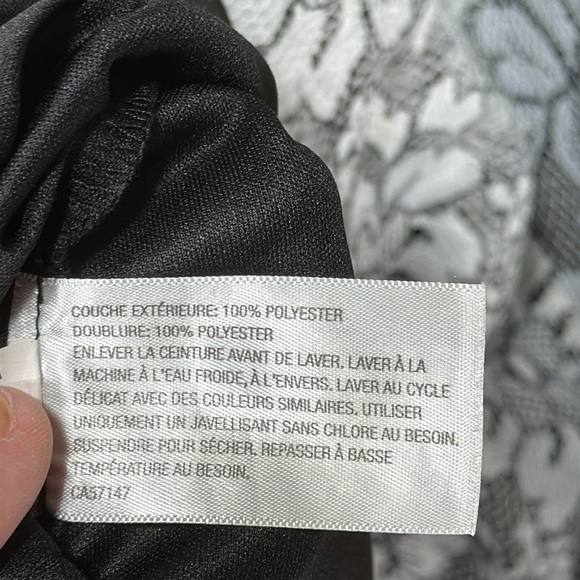 COUCHE EXTÉRIEURE: 100% POLYESTER
DOUBLURE: 100% POLYESTER
ENLEVER LA CEINTURE AVANT DE LAVER. LAVER À LA
MACHINE À L'EAU FROIDE, À L'ENVERS. LAVER AU CYCLE
DÉLICAT AVEC DES COULEURS SIMILAIRES. UTILISER
UNIQUEMENT UN JAVELLISANT SANS CHLORE AU BESOIN.
SUSPENDRE POUR SÉCHER. REPASSER À BASSE
TEMPÉRATURE AU BESOIN.
CA57147